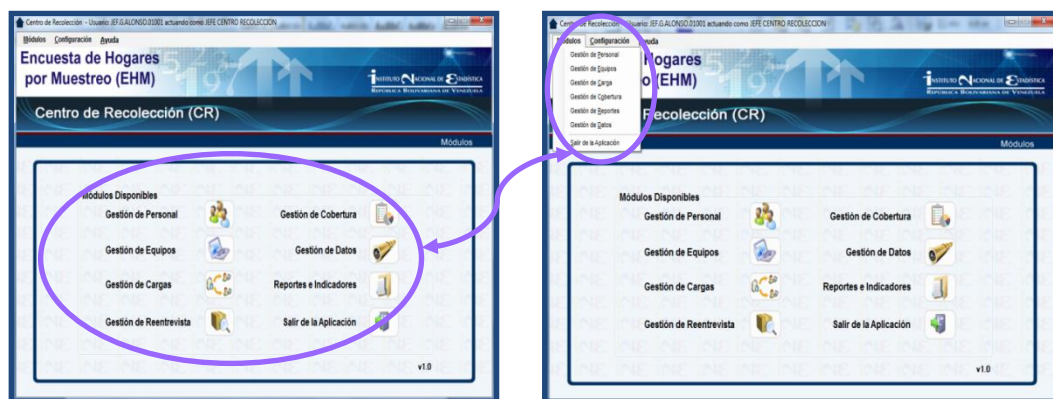 Centro de Recolección - Usuario: JEF.G.ALONSO.01001 actuando como JEFE CENTRO RECOLECCION
Módulos Configuración Ayuda
Encuesta de Hogares
por Muestreo (EHM)
INSTITUTO NACIONAL DE ESTADÍSTICA
REPÚBLICA BOLIVARIANA DE VENEZUELA
Centro de Recolección (CR)
Módulos
Módulos Disponibles
Gestión de Personal Gestión de Cobertura
Gestión de Equipos Gestión de Datos
Gestión de Cargas Reportes e Indicadores
Gestión de Reentrevista Salir de la Aplicación
v1.0
Centro de Recolección - Usuario: JEF.G.ALONSO.01001 actuando como JEFE CENTRO RECOLECCION
Módulos Configuración Ayuda
Gestión de Personal
Gestión de Equipos
Gestión de Carga
Gestión de Cobertura
Gestión de Reportes
Gestión de Datos
Salir de la Aplicación
Hogares
(EHM)
INSTITUTO NACIONAL DE ESTADÍSTICA
REPÚBLICA BOLIVARIANA DE VENEZUELA
Recolección (CR)
Módulos
Módulos Disponibles
Gestión de Personal Gestión de Cobertura
Gestión de Equipos Gestión de Datos
Gestión de Cargas Reportes e Indicadores
Gestión de Reentrevista Salir de la Aplicación
v1.0